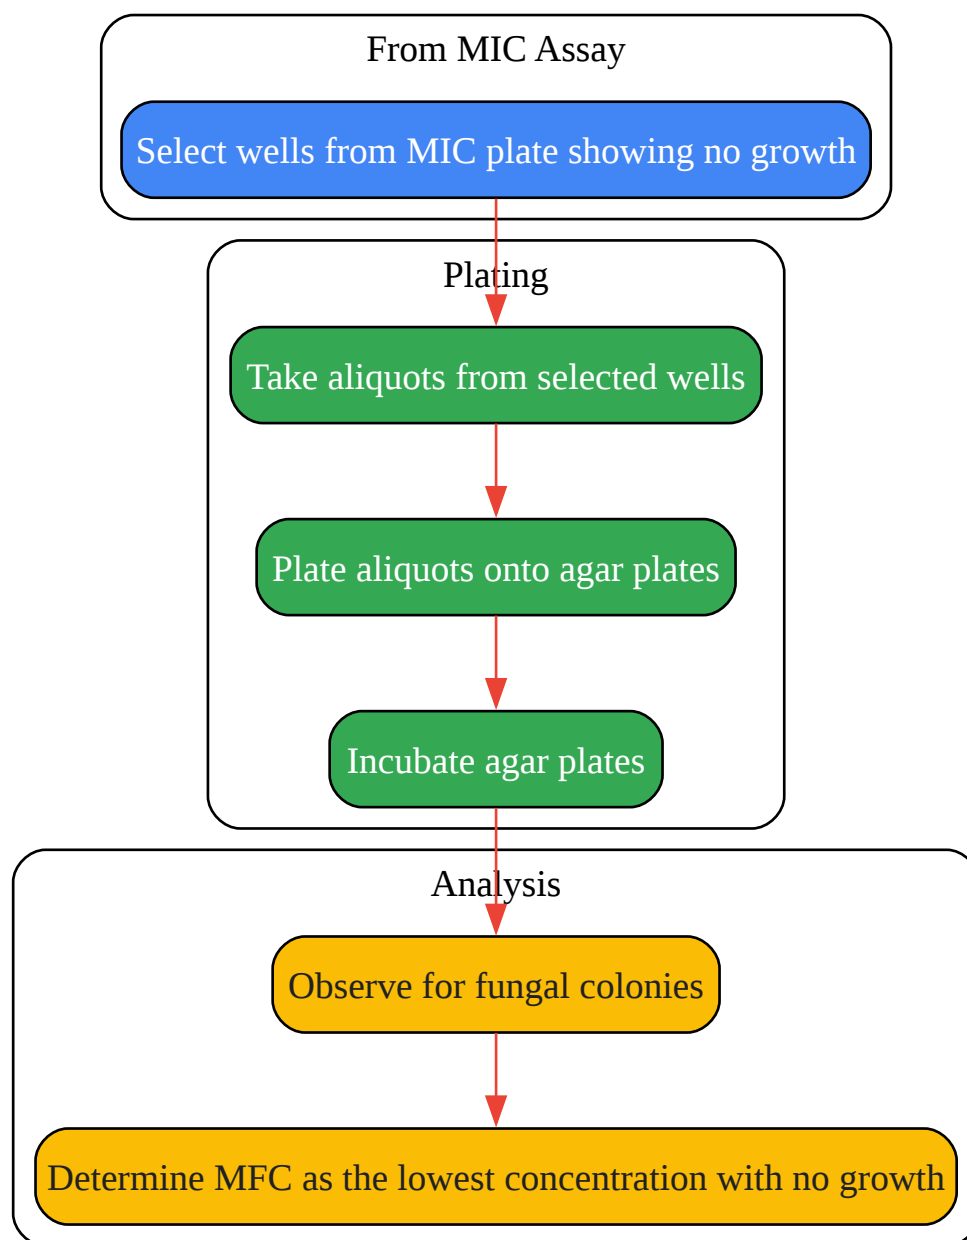 From MIC Assay
Select wells from MIC plate showing no growth
Plating
Take aliquots from selected wells
Plate aliquots onto agar plates
Incubate agar plates
Analysis
Observe for fungal colonies
Determine MFC as the lowest concentration with no growth